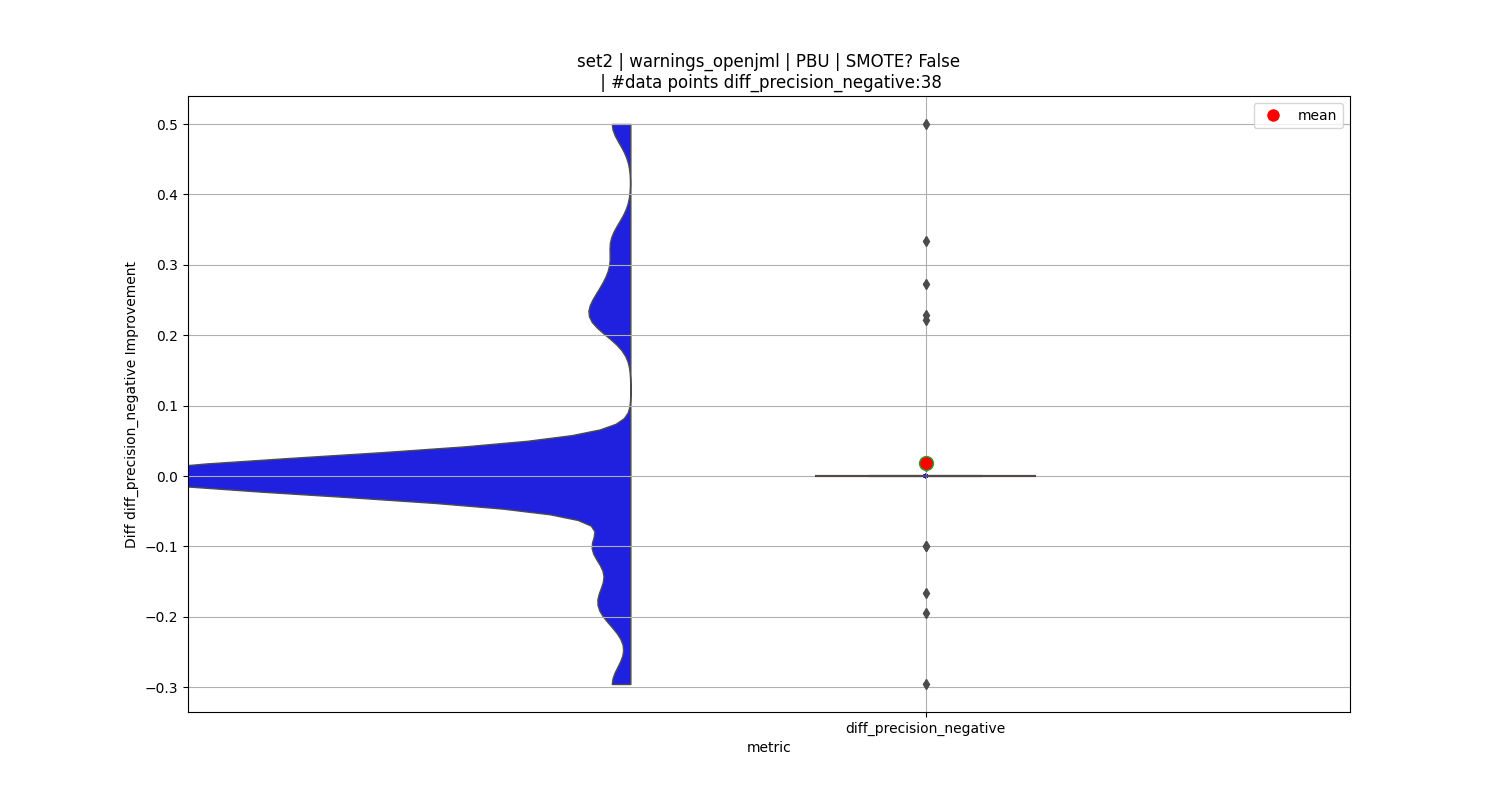 set2 | warnings_openjml | PBU | SMOTE? False
| #data points diff_precision_negative:38
mean
0.5
0.4
0.3
0.2
0.1
0.0
−0.1
−0.2
−0.3
Diff diff_precision_negative Improvement
diff_precision_negative
metric